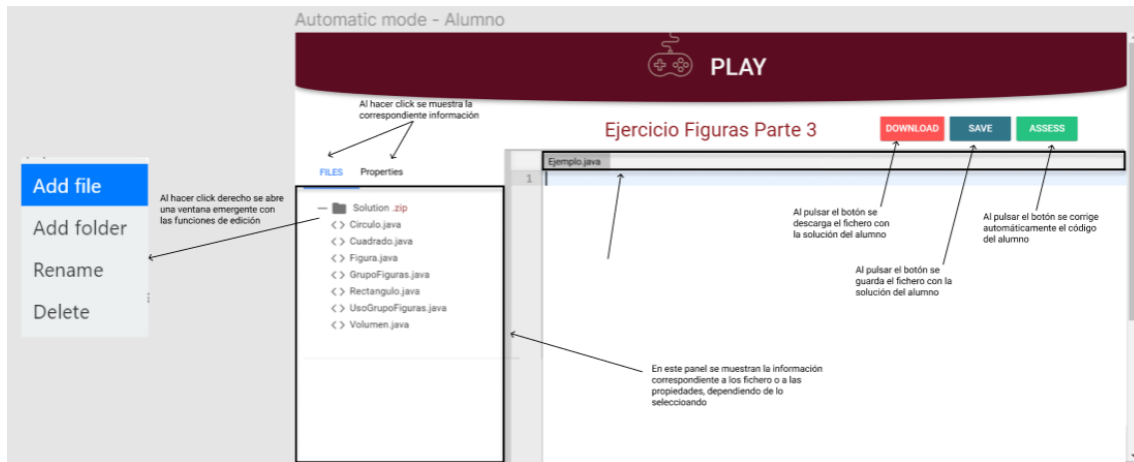 Automatic mode - Alumno
PLAY
Al hacer click se muestra la
correspondiente información
Ejercicio Figuras Parte 3
DOWNLOAD
SAVE
ASSESS
FILES
Properties
Ejemplo.java
1
Add file
Add folder
Rename
Delete
Al hacer click derecho se abre
una ventana emergente con
las funciones de edición
Solution .zip
<> Circulo.java
<> Cuadrado.java
<> Figura.java
<> GrupoFiguras.java
<> Rectangulo.java
<> UsoGrupoFiguras.java
<> Volumen.java
Al pulsar el botón se
descarga el fichero con
la solución del alumno
Al pulsar el botón se
guarda el fichero con la
solución del alumno
Al pulsar el botón se corrige
automáticamente el código
del alumno
En este panel se muestran la información
correspondiente a los fichero o a las
propiedades, dependiendo de lo
seleccioando